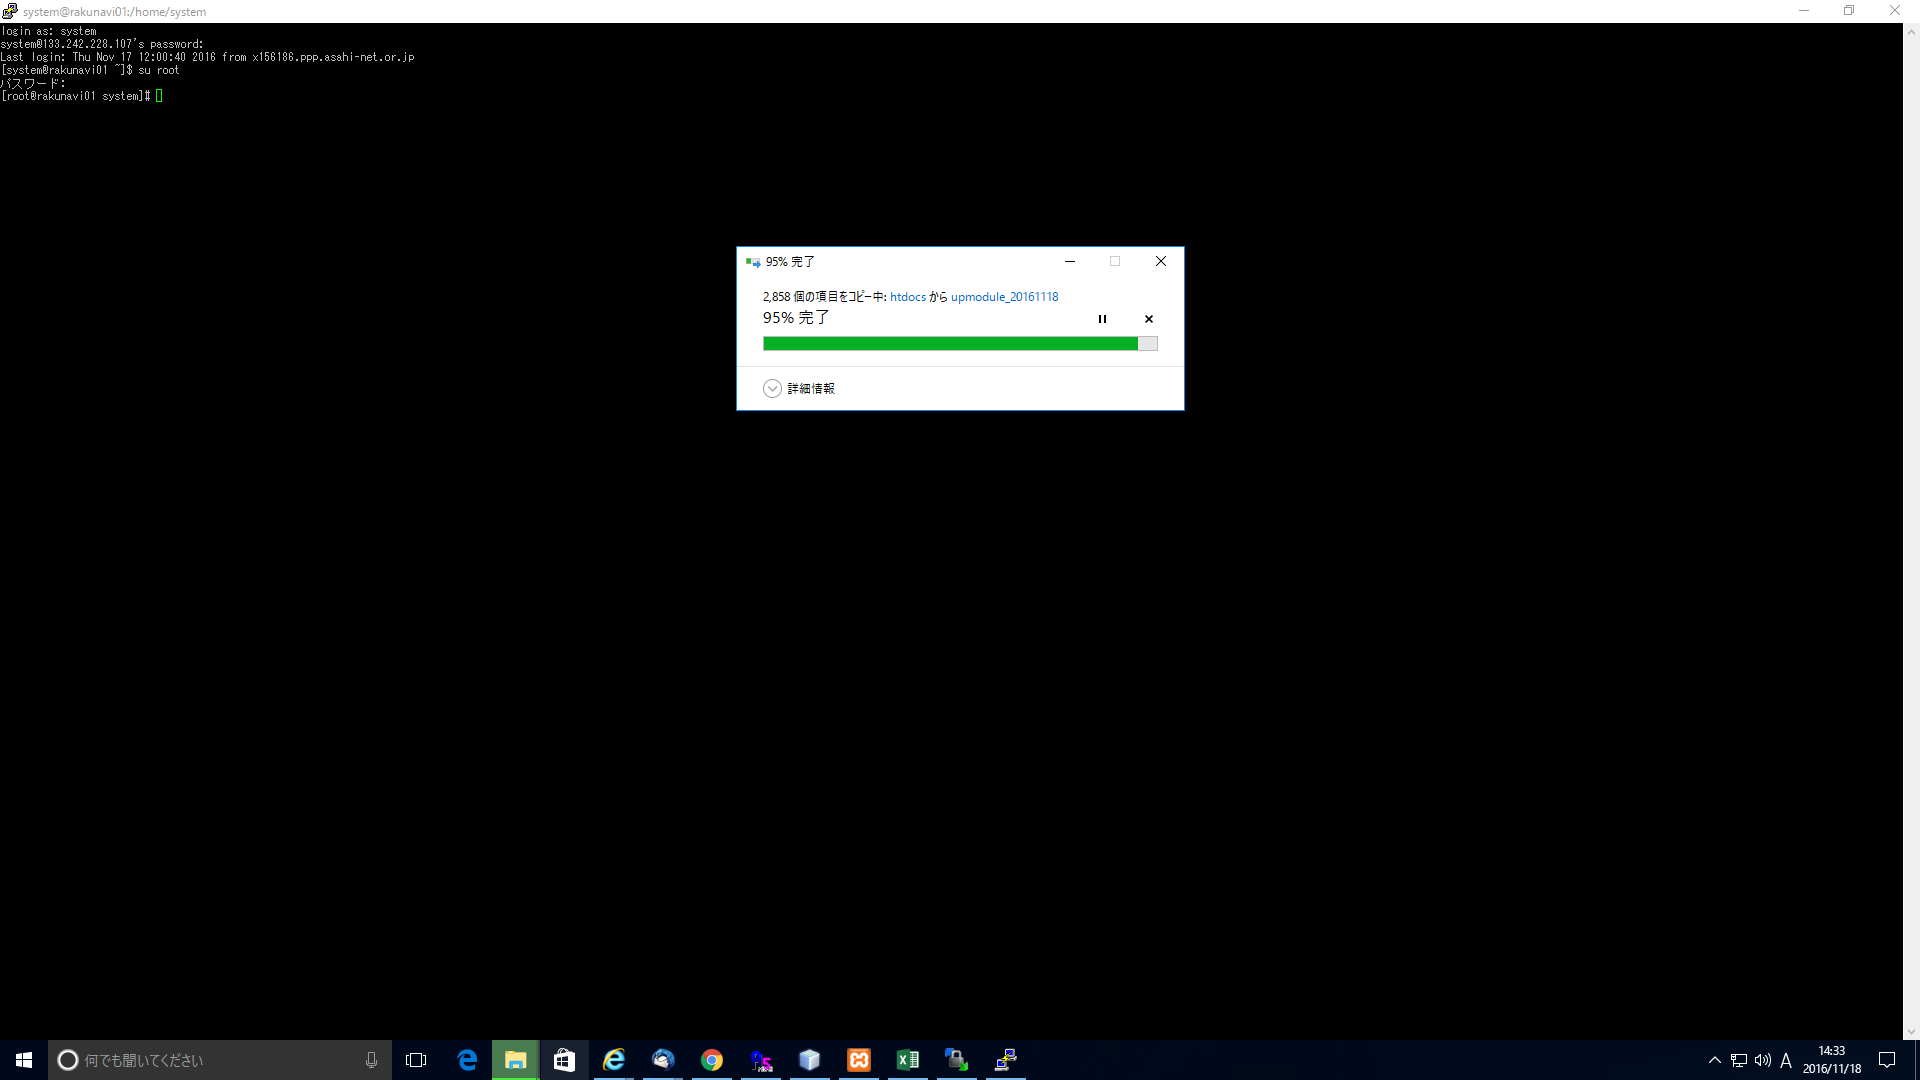 system@rakunavi01:/home/system
login as: system
system@133.242.228.107's password:
Last login: Thu Nov 17 12:00:40 2016 from x156186.ppp.asahi-net.or.jp
[system@rakunavi01 ~]$ su root
パスワード:
[root@rakunavi01 system]#
95% 完了
2,858 個の項目をコピー中: htdocs から upmodule_20161118
95% 完了
詳細情報
何でも聞いてください
A
14:33
2016/11/18